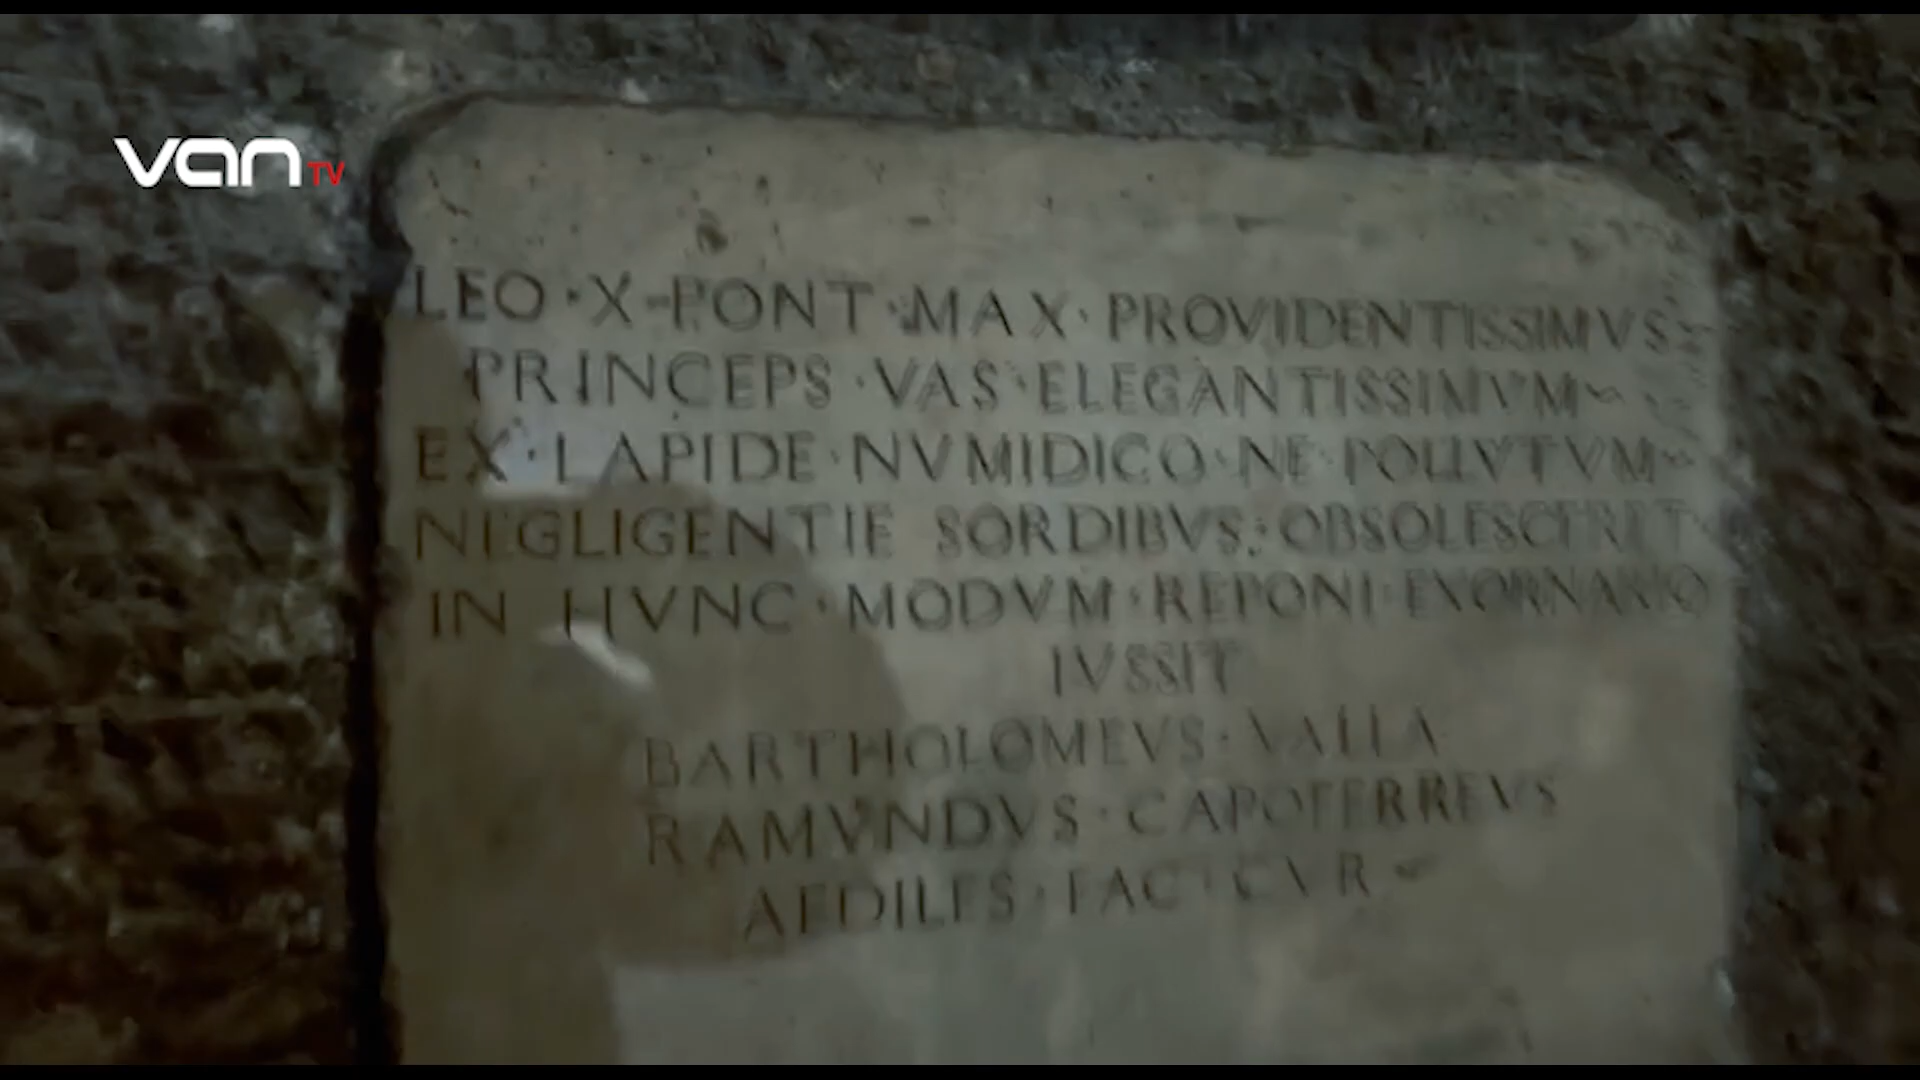 van TV
LEO · X · PONT · MAX · PROVIDENTISSIMVS
PRINCEPS · VAS · ELEGANTISSIMVM
EX · LAPIDE · NVMIDICO · NE · POLLVTVM
NEGLIGENTIE SORDIBVS · OBSOLESCERET
IN HVNC · MODVM · REPONI · EXORNARIQ
IVSSIT
BARTHOLOMEVS · VALLA
RAMVNDVS · CAPOFERREVS
AEDILES · FAC · CVR